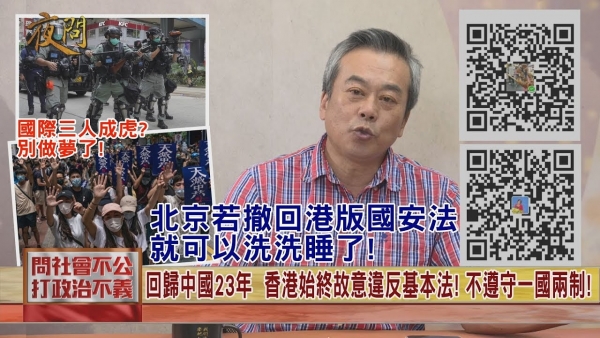 夜問
國際三人成虎?
別做夢了!
北京若撤回港版國安法
就可以洗洗睡了!
問社會不公
打政治不義
回歸中國23年 香港始終故意違反基本法! 不遵守一國兩制!